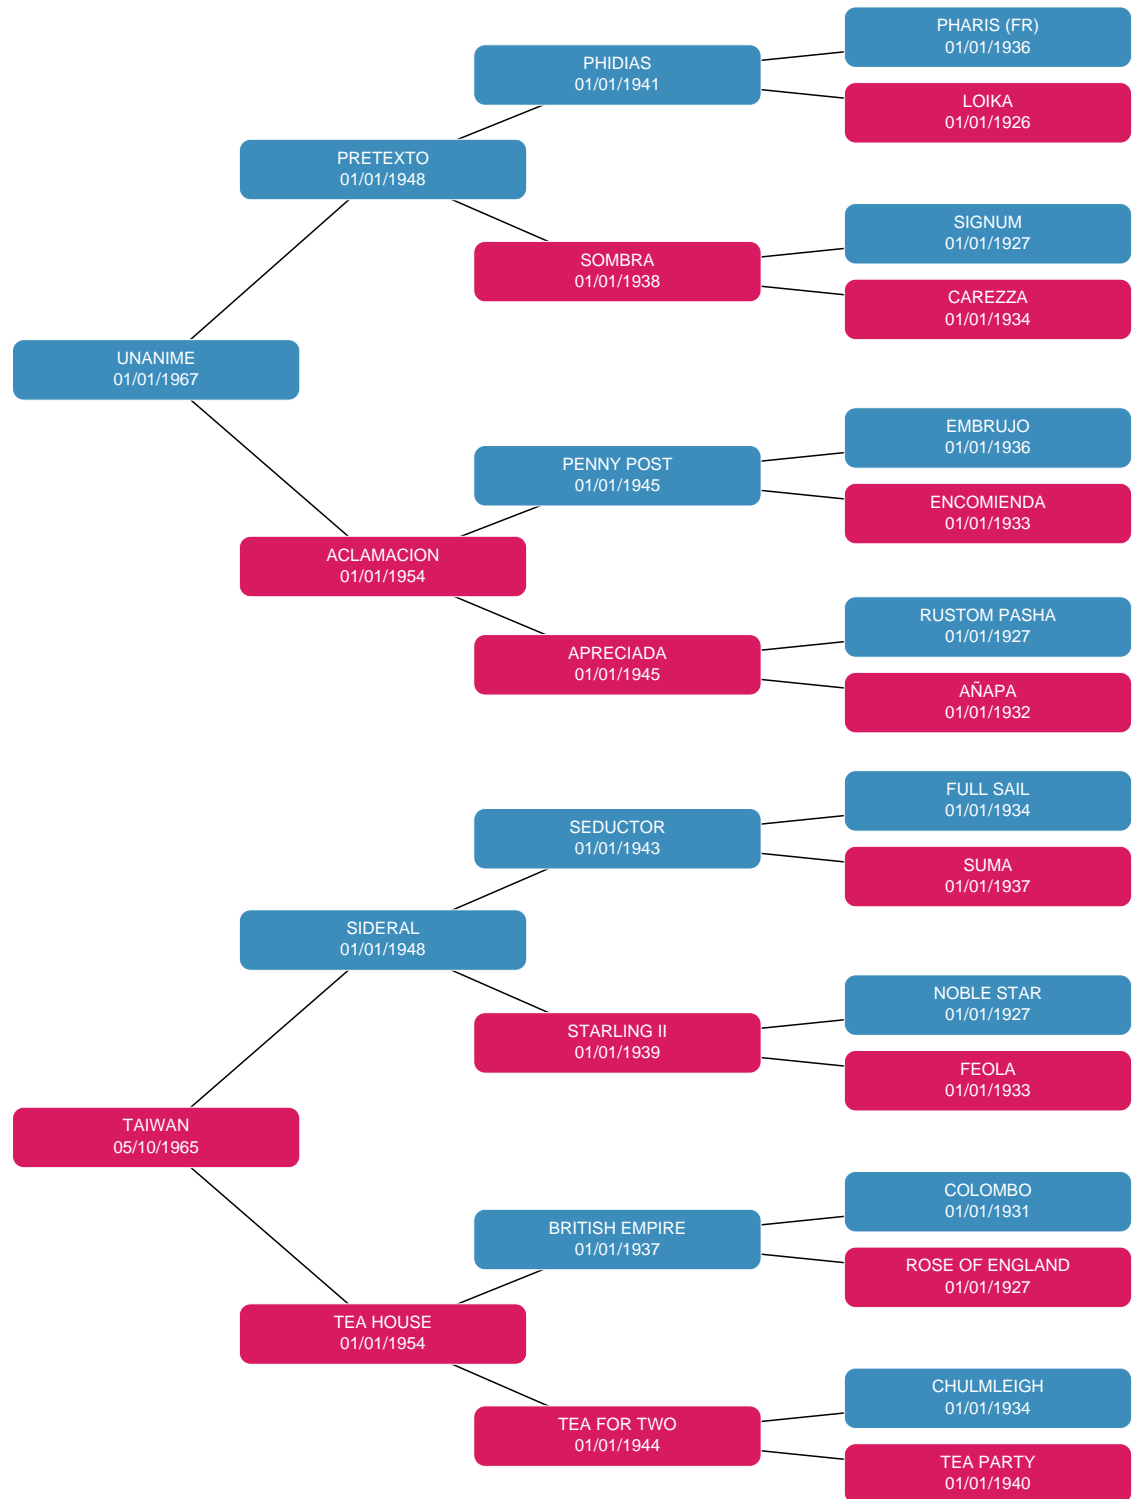 PHARIS (FR)
01/01/1936
PHIDIAS
01/01/1941
LOIKA
01/01/1926
PRETEXTO
01/01/1948
SIGNUM
01/01/1927
SOMBRA
01/01/1938
CAREZZA
01/01/1934
UNANIME
01/01/1967
EMBRUJO
01/01/1936
PENNY POST
01/01/1945
ENCOMIENDA
01/01/1933
ACLAMACION
01/01/1954
RUSTOM PASHA
01/01/1927
APRECIADA
01/01/1945
AÑAPA
01/01/1932
FULL SAIL
01/01/1934
SEDUCTOR
01/01/1943
SUMA
01/01/1937
SIDERAL
01/01/1948
NOBLE STAR
01/01/1927
STARLING II
01/01/1939
FEOLA
01/01/1933
TAIWAN
05/10/1965
COLOMBO
01/01/1931
BRITISH EMPIRE
01/01/1937
ROSE OF ENGLAND
01/01/1927
TEA HOUSE
01/01/1954
CHULMLEIGH
01/01/1934
TEA FOR TWO
01/01/1944
TEA PARTY
01/01/1940